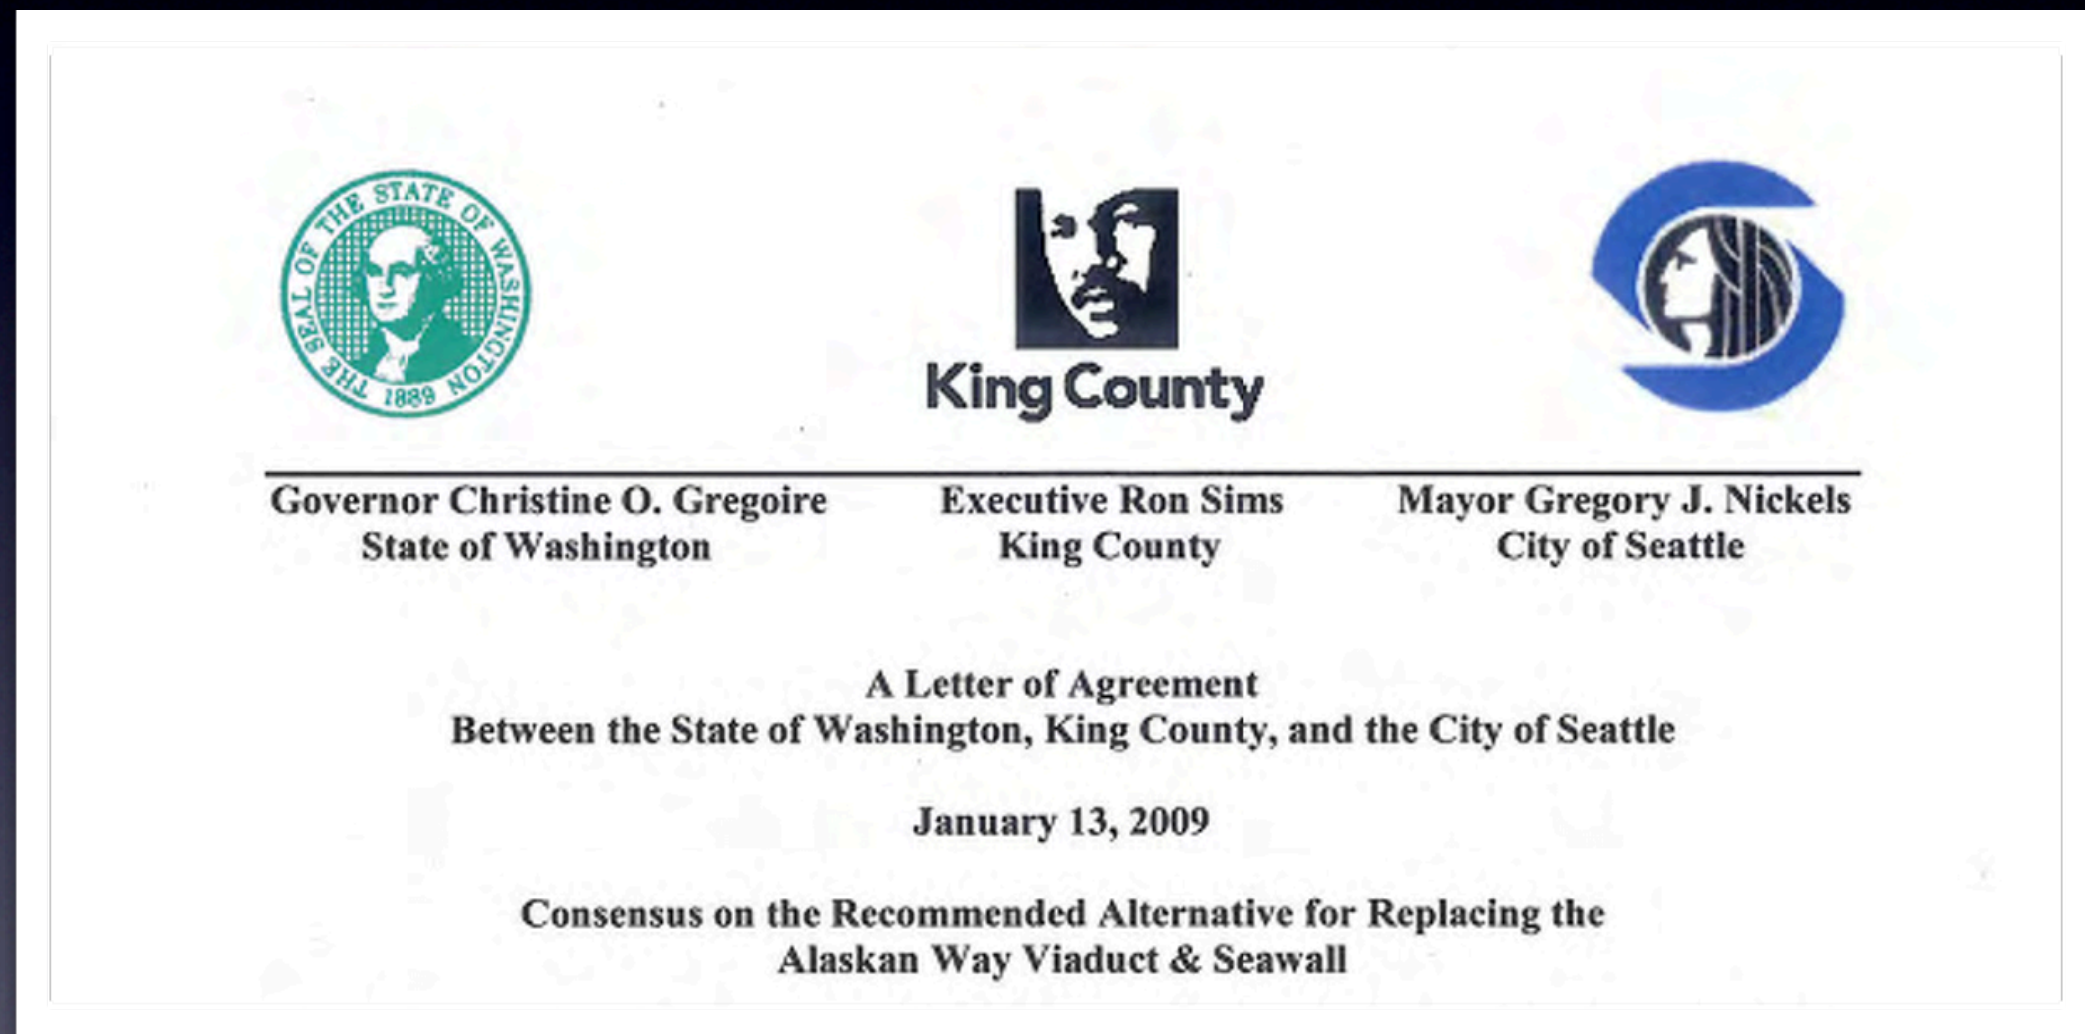 THE SEAL OF THE STATE OF WASHINGTON
1889
King County
Governor Christine O. Gregoire
State of Washington
Executive Ron Sims
King County
Mayor Gregory J. Nickels
City of Seattle
A Letter of Agreement
Between the State of Washington, King County, and the City of Seattle
January 13, 2009
Consensus on the Recommended Alternative for Replacing the
Alaskan Way Viaduct & Seawall